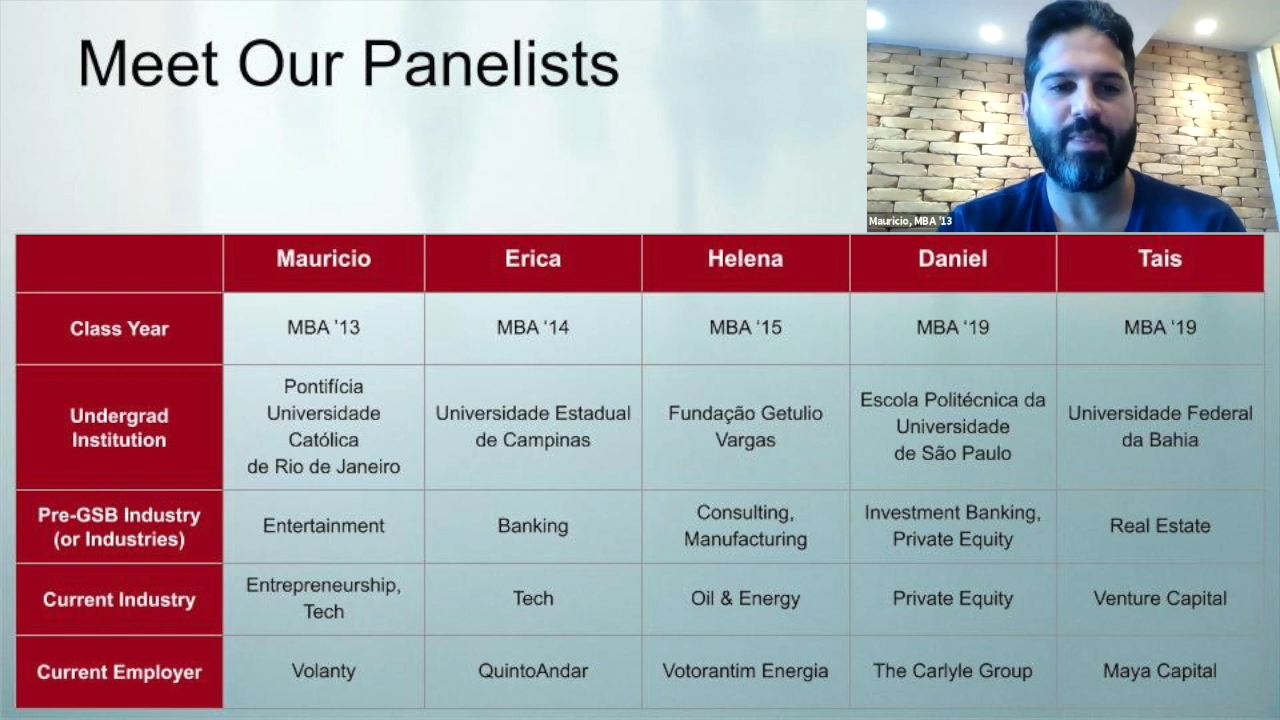 Meet Our Panelists
Mauricio, MBA '13
Mauricio Erica Helena Daniel Tais
Class Year MBA '13 MBA '14 MBA '15 MBA '19 MBA '19
Undergrad
Institution
Pontifícia
Universidade
Católica
de Rio de Janeiro
Universidade Estadual
de Campinas
Fundação Getulio
Vargas
Escola Politécnica da
Universidade
de São Paulo
Universidade Federal
da Bahia
Pre-GSB Industry
(or Industries)
Entertainment
Banking
Consulting,
Manufacturing
Investment Banking,
Private Equity
Real Estate
Current Industry
Entrepreneurship,
Tech
Tech
Oil & Energy
Private Equity
Venture Capital
Current Employer
Volanty
QuintoAndar
Votorantim Energia
The Carlyle Group
Maya Capital